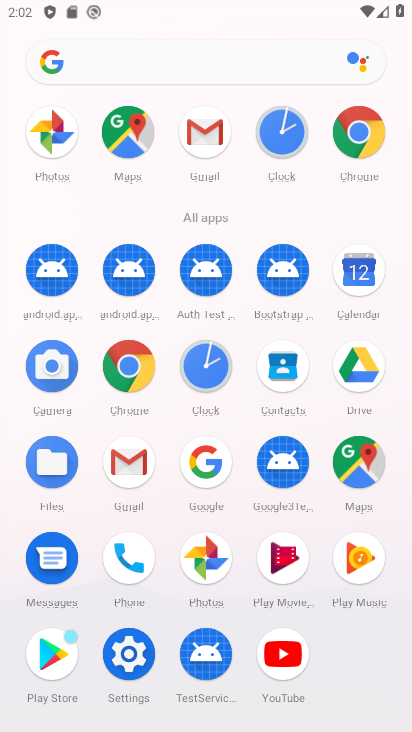 2:02
Photos Maps Gmail Clock Chrome
All apps
android.ap... android.ap... Auth Test ... Bootstrap ... Calendar
12
Camera Chrome Clock Contacts Drive
Files Gmail Google Google3Te... Maps
Messages Phone Photos Play Movie... Play Music
Play Store Settings TestServic... YouTube